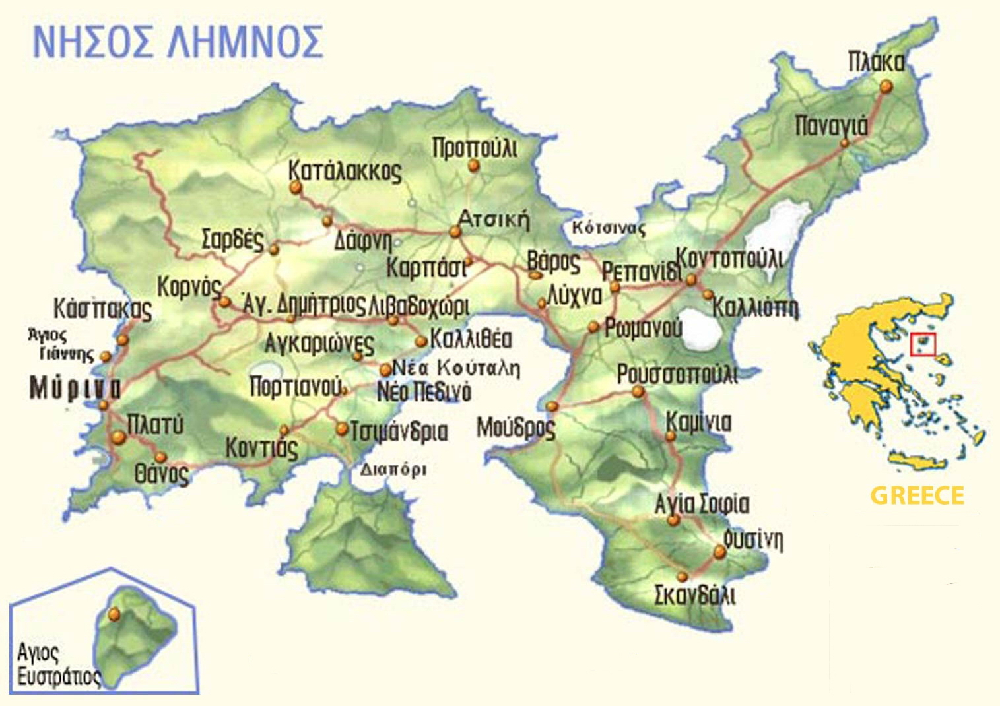 ΝΗΣΟΣ ΛΗΜΝΟΣ
Πλάκα
Παναγιά
Προπούλι
Κατάλακκος
Ατσική
Κότσινας
Σαρδές
Δάφνη
Καρπάσι
Βάρος
Ρεπανίδι
Κοντοπούλι
Κορνός
Λύχνα
Καλλιόπη
Κάσπακας
Άγ. Δημήτριος
Λιβαδοχώρι
Ρωμανού
Άγιος
Γιάννης
Αγκαριώνες
Καλλιθέα
Νέα Κούταλη
Μύρινα
Πορτιανού
Νέο Πεδινό
Ρουσσοπούλι
Πλατύ
Κοντιάς
Τσιμάνδρια
Μούδρος
Καμίνια
Θάνος
Διαπόρι
GREECE
Αγία Σοφία
Φυσίνη
Σκανδάλι
Αγιος
Ευστράτιος